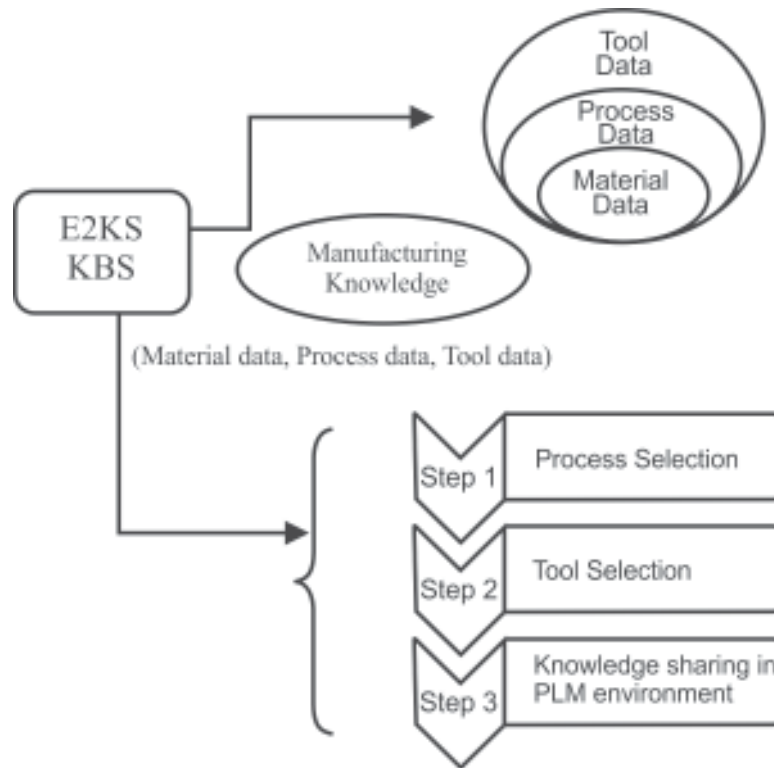 Tool
Data
Process
Data
Material
Data
E2KS
KBS
Manufacturing
Knowledge
(Material data, Process data, Tool data)
Step 1
Process Selection
Step 2
Tool Selection
Step 3
Knowledge sharing in
PLM environment